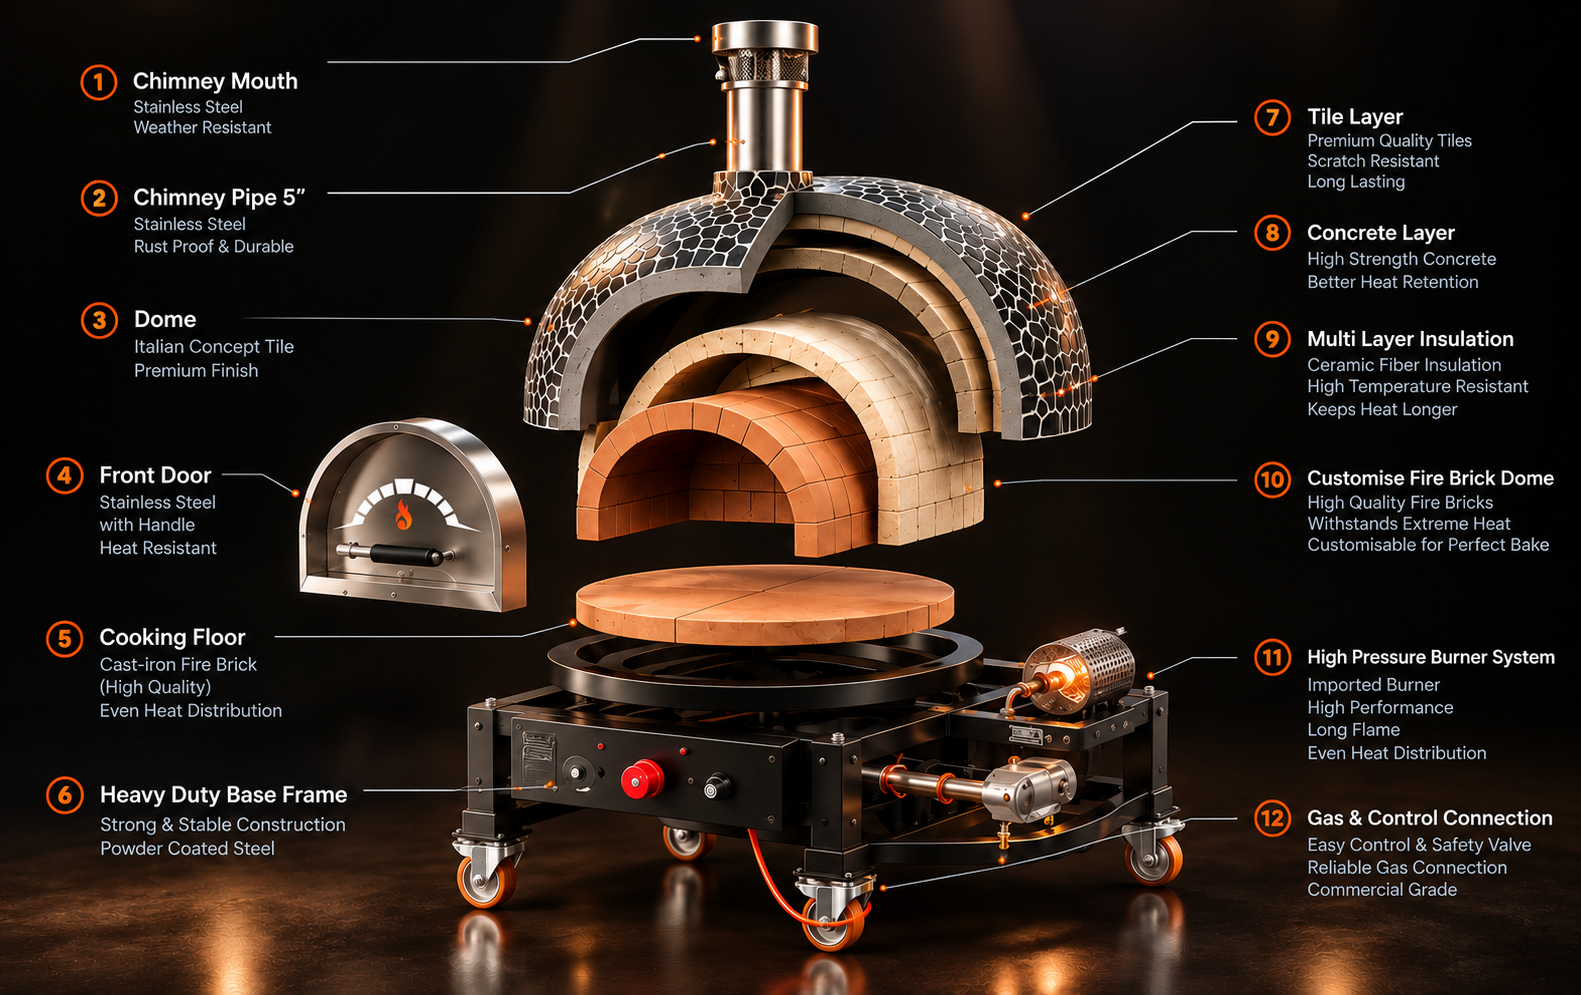 1 Chimney Mouth
Stainless Steel
Weather Resistant
2 Chimney Pipe 5”
Stainless Steel
Rust Proof & Durable
3 Dome
Italian Concept Tile
Premium Finish
4 Front Door
Stainless Steel
with Handle
Heat Resistant
5 Cooking Floor
Cast-iron Fire Brick
(High Quality)
Even Heat Distribution
6 Heavy Duty Base Frame
Strong & Stable Construction
Powder Coated Steel
7 Tile Layer
Premium Quality Tiles
Scratch Resistant
Long Lasting
8 Concrete Layer
High Strength Concrete
Better Heat Retention
9 Multi Layer Insulation
Ceramic Fiber Insulation
High Temperature Resistant
Keeps Heat Longer
10 Customise Fire Brick Dome
High Quality Fire Bricks
Withstands Extreme Heat
Customisable for Perfect Bake
11 High Pressure Burner System
Imported Burner
High Performance
Long Flame
Even Heat Distribution
12 Gas & Control Connection
Easy Control & Safety Valve
Reliable Gas Connection
Commercial Grade